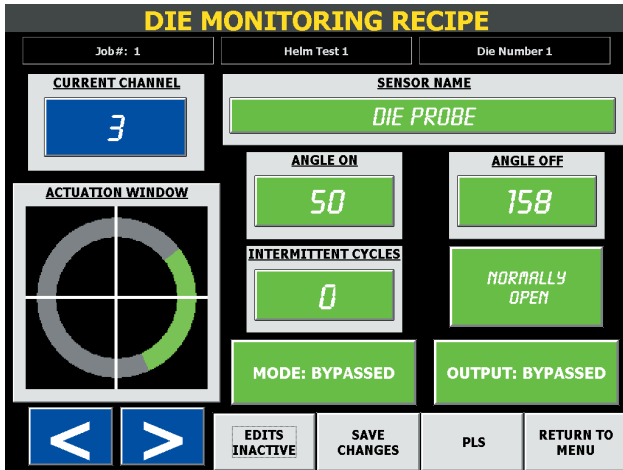 DIE MONITORING RECIPE
Job#: 1
Helm Test 1
Die Number 1
CURRENT CHANNEL
3
SENSOR NAME
DIE PROBE
ACTUATION WINDOW
ANGLE ON
50
ANGLE OFF
158
INTERMITTENT CYCLES
0
NORMALLY
OPEN
MODE: BYPASSED
OUTPUT: BYPASSED
<
>
EDITS
INACTIVE
SAVE
CHANGES
PLS
RETURN TO
MENU